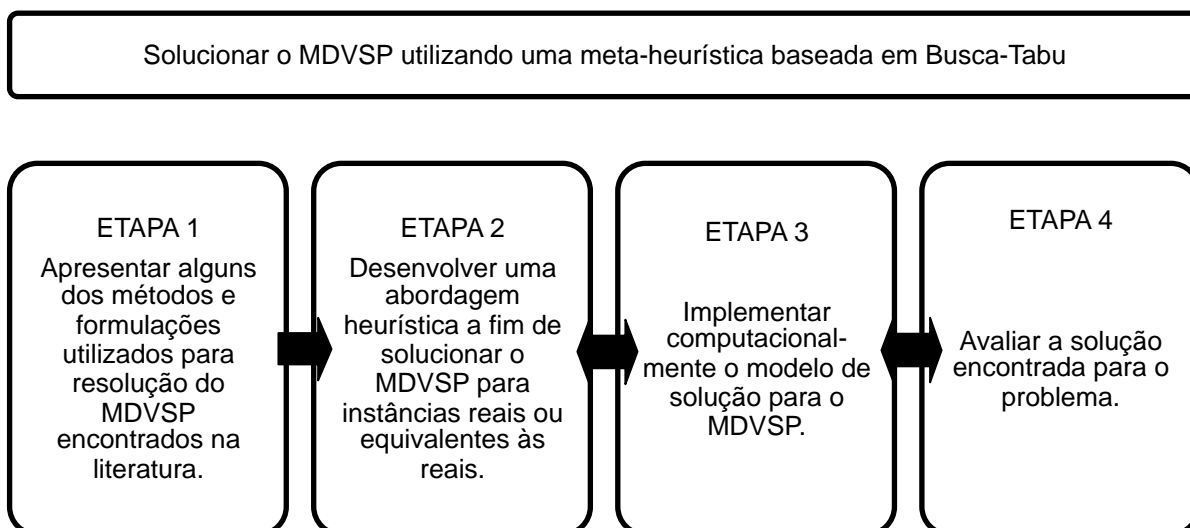 Solucionar o MDVSP utilizando uma meta-heurística baseada em Busca-Tabu
ETAPA 1
Apresentar alguns
dos métodos e
formulações
utilizados para
resolução do
MDVSP
encontrados na
literatura.
ETAPA 2
Desenvolver uma
abordagem
heurística a fim de
solucionar o
MDVSP para
instâncias reais ou
equivalentes às
reais.
ETAPA 3
Implementar
computacional-
mente o modelo de
solução para o
MDVSP.
ETAPA 4
Avaliar a solução
encontrada para o
problema.